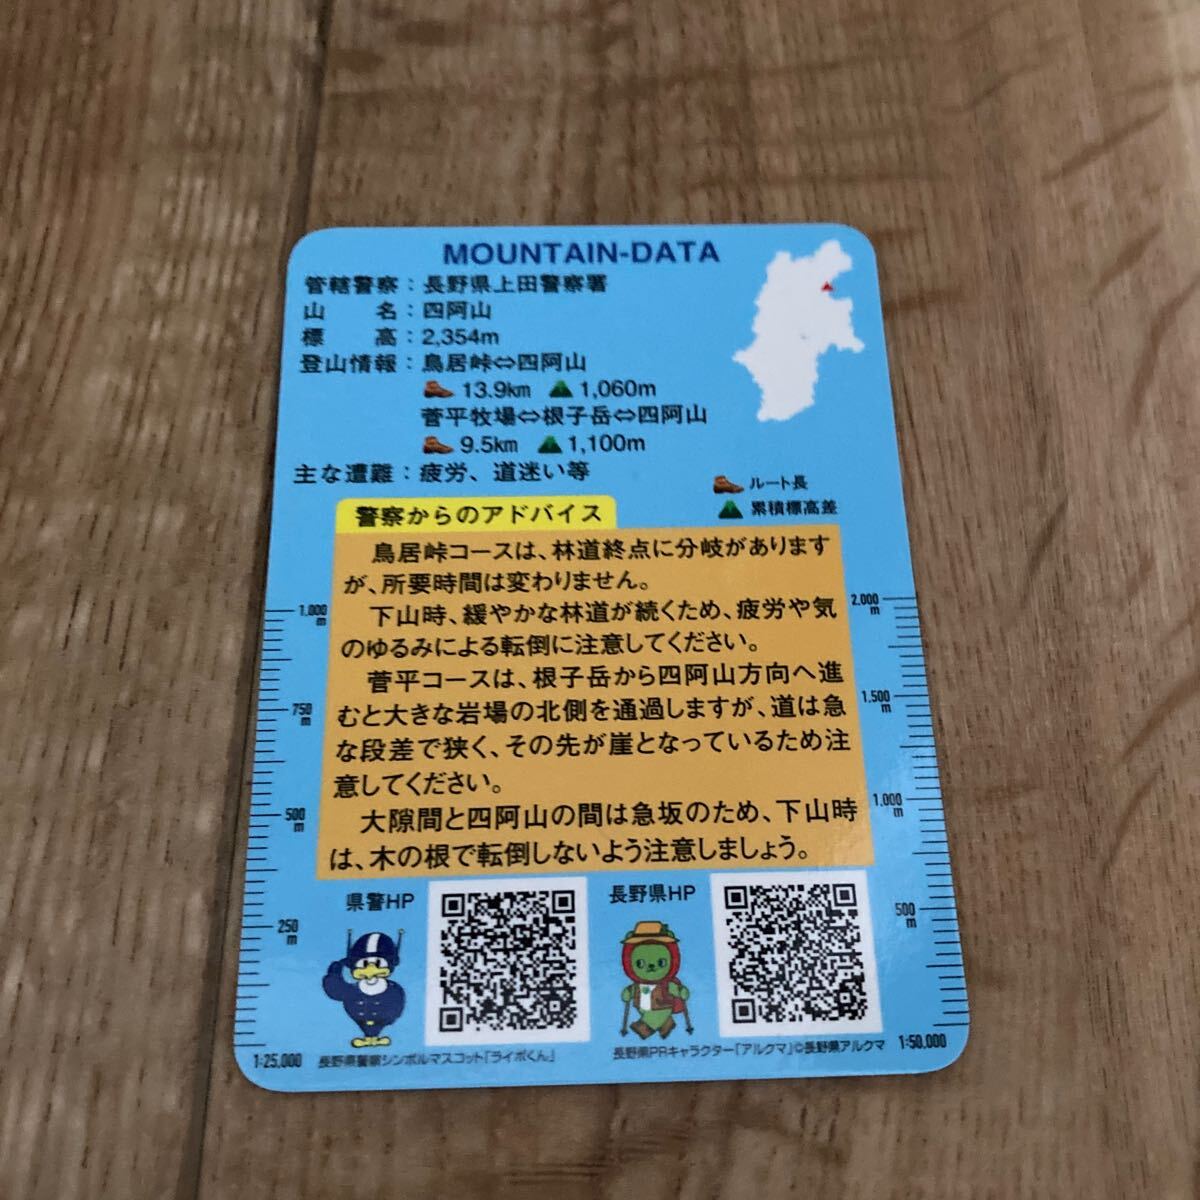 MOUNTAIN-DATA
管轄警察：長野県上田警察署
山　　名：四阿山
標　　高：2,354m
登山情報：鳥居峠⇔四阿山
13.9㎞ 1,060m
菅平牧場⇔根子岳⇔四阿山
9.5㎞ 1,100m
主な遭難：疲労、道迷い等
ルート長
累積標高差
警察からのアドバイス
鳥居峠コースは、林道終点に分岐があります
が、所要時間は変わりません。
下山時、緩やかな林道が続くため、疲労や気
のゆるみによる転倒に注意してください。
菅平コースは、根子岳から四阿山方向へ進
むと大きな岩場の北側を通過しますが、道は急
な段差で狭く、その先が崖となっているため注
意してください。
大隙間と四阿山の間は急坂のため、下山時
は、木の根で転倒しないよう注意しましょう。
1,000
m
750
m
500
m
250
m
1:25,000
2,000
m
1,500
m
1,000
m
500
m
1:50,000
県警HP
長野県HP
長野県警察シンボルマスコット「ライポくん」
長野県PRキャラクター「アルクマ」©長野県アルクマ